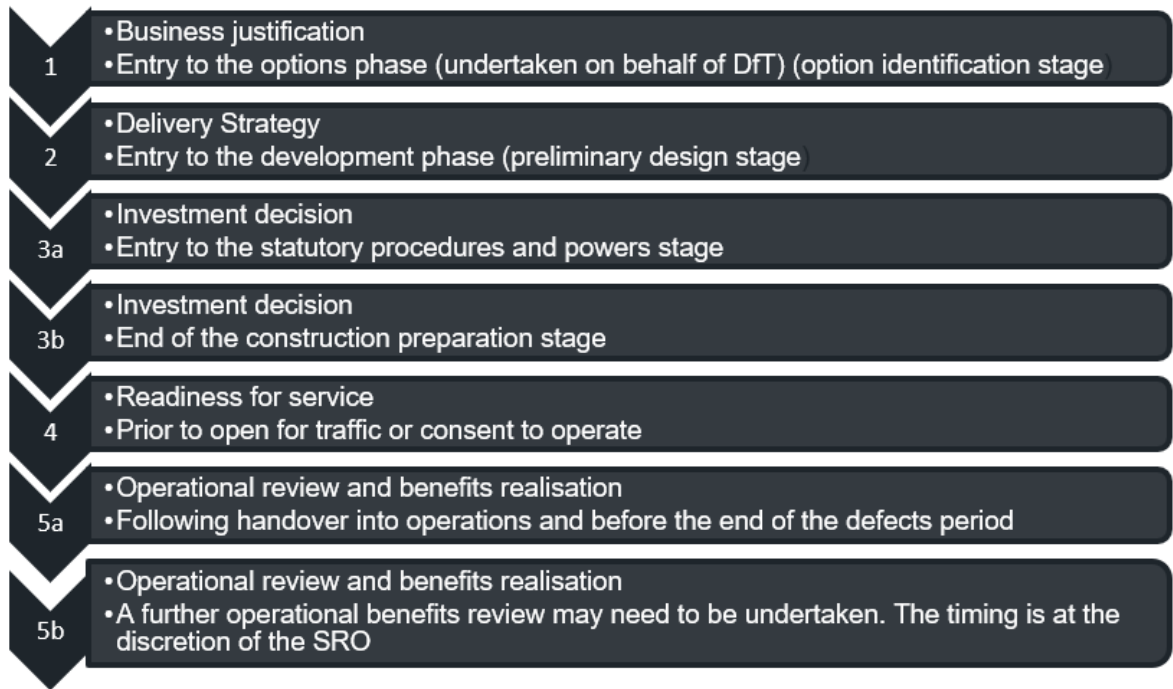 1
•Business justification
•Entry to the options phase (undertaken on behalf of DfT) (option identification stage)
2
•Delivery Strategy
•Entry to the development phase (preliminary design stage)
3a
•Investment decision
•Entry to the statutory procedures and powers stage
3b
•Investment decision
•End of the construction preparation stage
4
•Readiness for service
•Prior to open for traffic or consent to operate
5a
•Operational review and benefits realisation
•Following handover into operations and before the end of the defects period
5b
•Operational review and benefits realisation
•A further operational benefits review may need to be undertaken. The timing is at the
discretion of the SRO